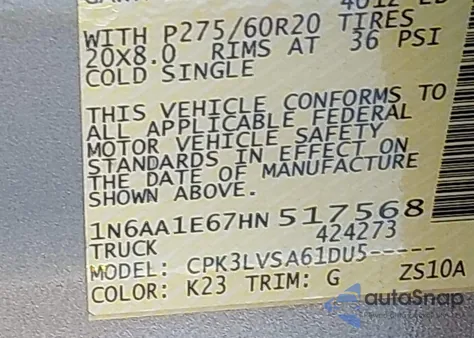 WITH P275/60R20 TIRES
20X8.0 RIMS AT 36 PSI
COLD SINGLE
THIS VEHICLE CONFORMS TO
ALL APPLICABLE FEDERAL
MOTOR VEHICLE SAFETY
STANDARDS IN EFFECT ON
THE DATE OF MANUFACTURE
SHOWN ABOVE.
1N6AA1E67HN517568
TRUCK 424273
MODEL: CPK3LVSA61DU5-----
COLOR: K23 TRIM: G ZS10A
autoSnap